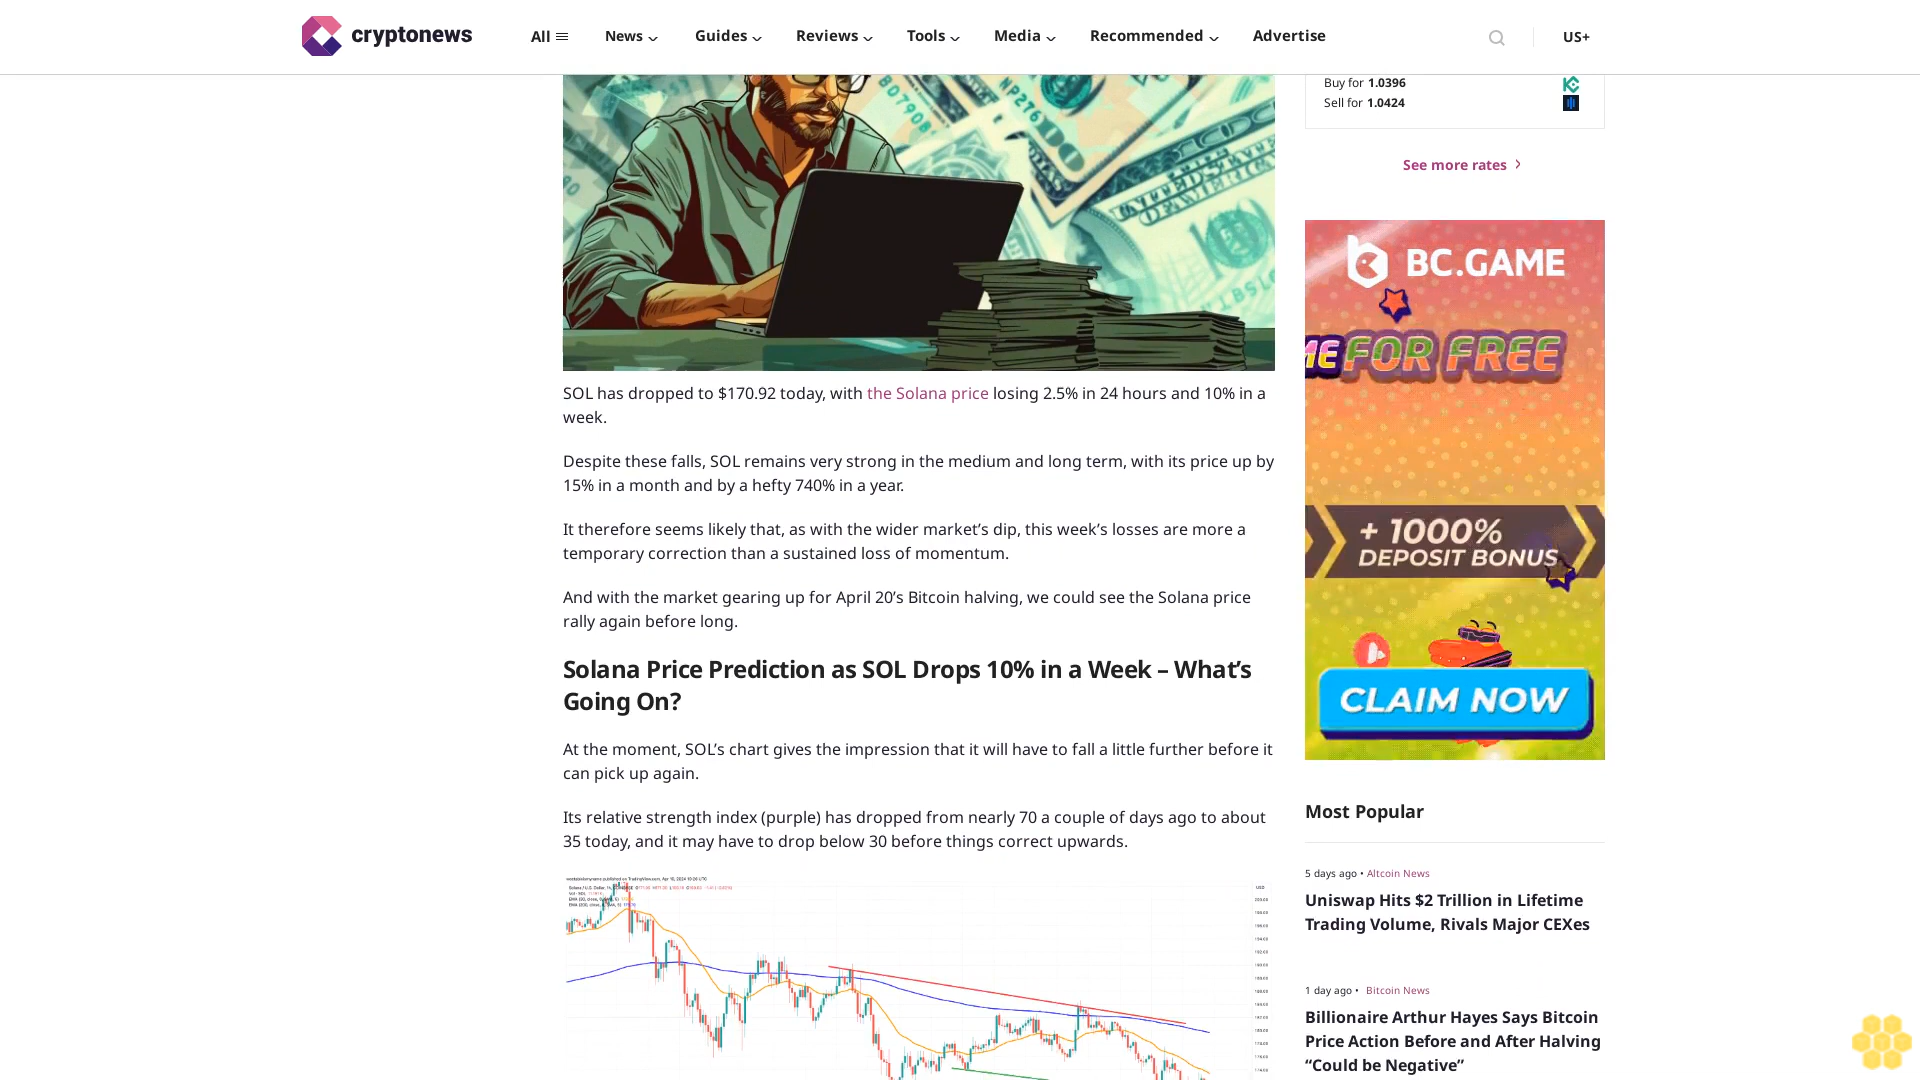 cryptonews
All
News
Guides
Reviews
Tools
Media
Recommended
Advertise
US+
Buy for 1.0396
Sell for 1.0424
See more rates
B07908
NP276
UNITED STATES
OF AMERICA
100
BC.GAME
ME FOR FREE
+ 1000%
DEPOSIT BONUS
CLAIM NOW
SOL has dropped to $170.92 today, with the Solana price losing 2.5% in 24 hours and 10% in a
week.
Despite these falls, SOL remains very strong in the medium and long term, with its price up by
15% in a month and by a hefty 740% in a year.
It therefore seems likely that, as with the wider market’s dip, this week’s losses are more a
temporary correction than a sustained loss of momentum.
And with the market gearing up for April 20’s Bitcoin halving, we could see the Solana price
rally again before long.
Solana Price Prediction as SOL Drops 10% in a Week – What’s
Going On?
At the moment, SOL’s chart gives the impression that it will have to fall a little further before it
can pick up again.
Its relative strength index (purple) has dropped from nearly 70 a couple of days ago to about
35 today, and it may have to drop below 30 before things correct upwards.
USD
Most Popular
5 days ago • Altcoin News
Uniswap Hits $2 Trillion in Lifetime
Trading Volume, Rivals Major CEXes
1 day ago • Bitcoin News
Billionaire Arthur Hayes Says Bitcoin
Price Action Before and After Halving
“Could be Negative”